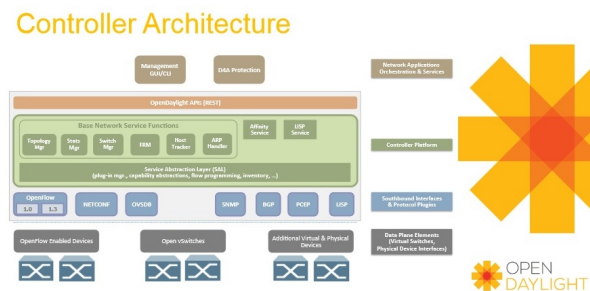 Controller Architecture
Management
GUI/CLI
D4A Protection
Network Applications
Orchestration & Services
OpenDaylight APIs (REST)
Base Network Service Functions
Affinity
Service
LISP
Service
Topology
Mgr
Stats
Mgr
Switch
Mgr
FRM
Host
Tracker
ARP
Handler
Controller Platform
Service Abstraction Layer (SAL)
(plug-in mgr., capability abstractions, flow programming, inventory, ...)
OpenFlow
1.0
1.3
NETCONF
OVSDB
SNMP
BGP
PCEP
LISP
Southbound Interfaces
& Protocol Plugins
OpenFlow Enabled Devices
Open vSwitches
Additional Virtual & Physical
Devices
Data Plane Elements
(Virtual Switches,
Physical Device Interfaces)
OPEN
DAYLIGHT